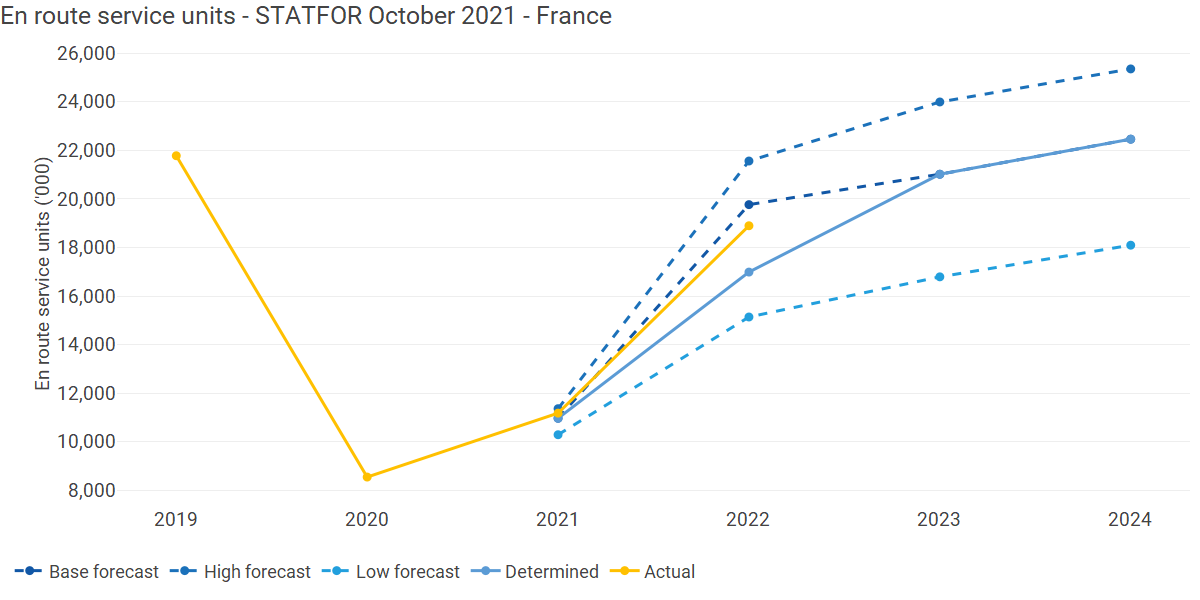 En route service units - STATFOR October 2021 - France
En route service units ('000)
26,000
24,000
22,000
20,000
18,000
16,000
14,000
12,000
10,000
8,000
2019 2020 2021 2022 2023 2024
Base forecast High forecast Low forecast Determined Actual